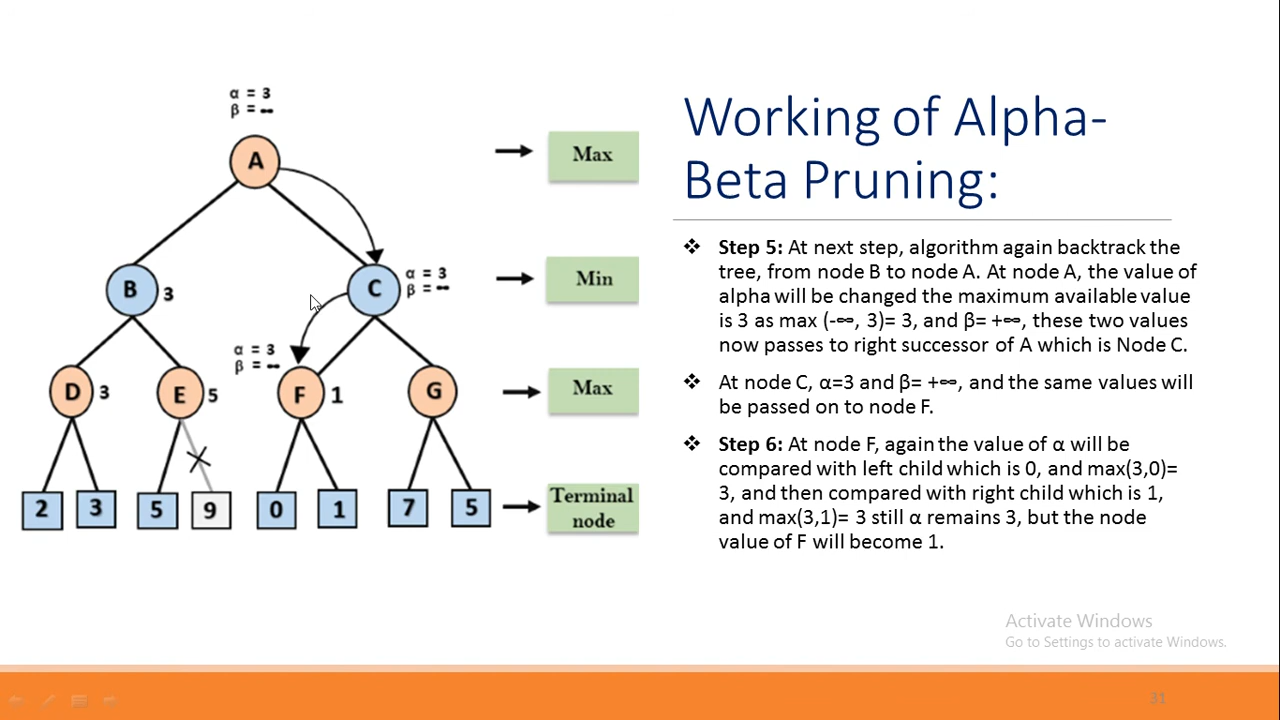 α = 3
β = ∞
A
Max
Working of Alpha-
Beta Pruning:
❖ Step 5: At next step, algorithm again backtrack the
tree, from node B to node A. At node A, the value of
alpha will be changed the maximum available value
is 3 as max (-∞, 3)= 3, and β= +∞, these two values
now passes to right successor of A which is Node C.
❖ At node C, α=3 and β= +∞, and the same values will
be passed on to node F.
❖ Step 6: At node F, again the value of α will be
compared with left child which is 0, and max(3,0)=
3, and then compared with right child which is 1,
and max(3,1)= 3 still α remains 3, but the node
value of F will become 1.
B 3
C
α = 3
β = ∞
Min
α = 3
β = ∞
D 3
E 5
F 1
G
Max
2 3 5 9 0 1 7 5
Terminal
node
Activate Windows
Go to Settings to activate Windows.
31